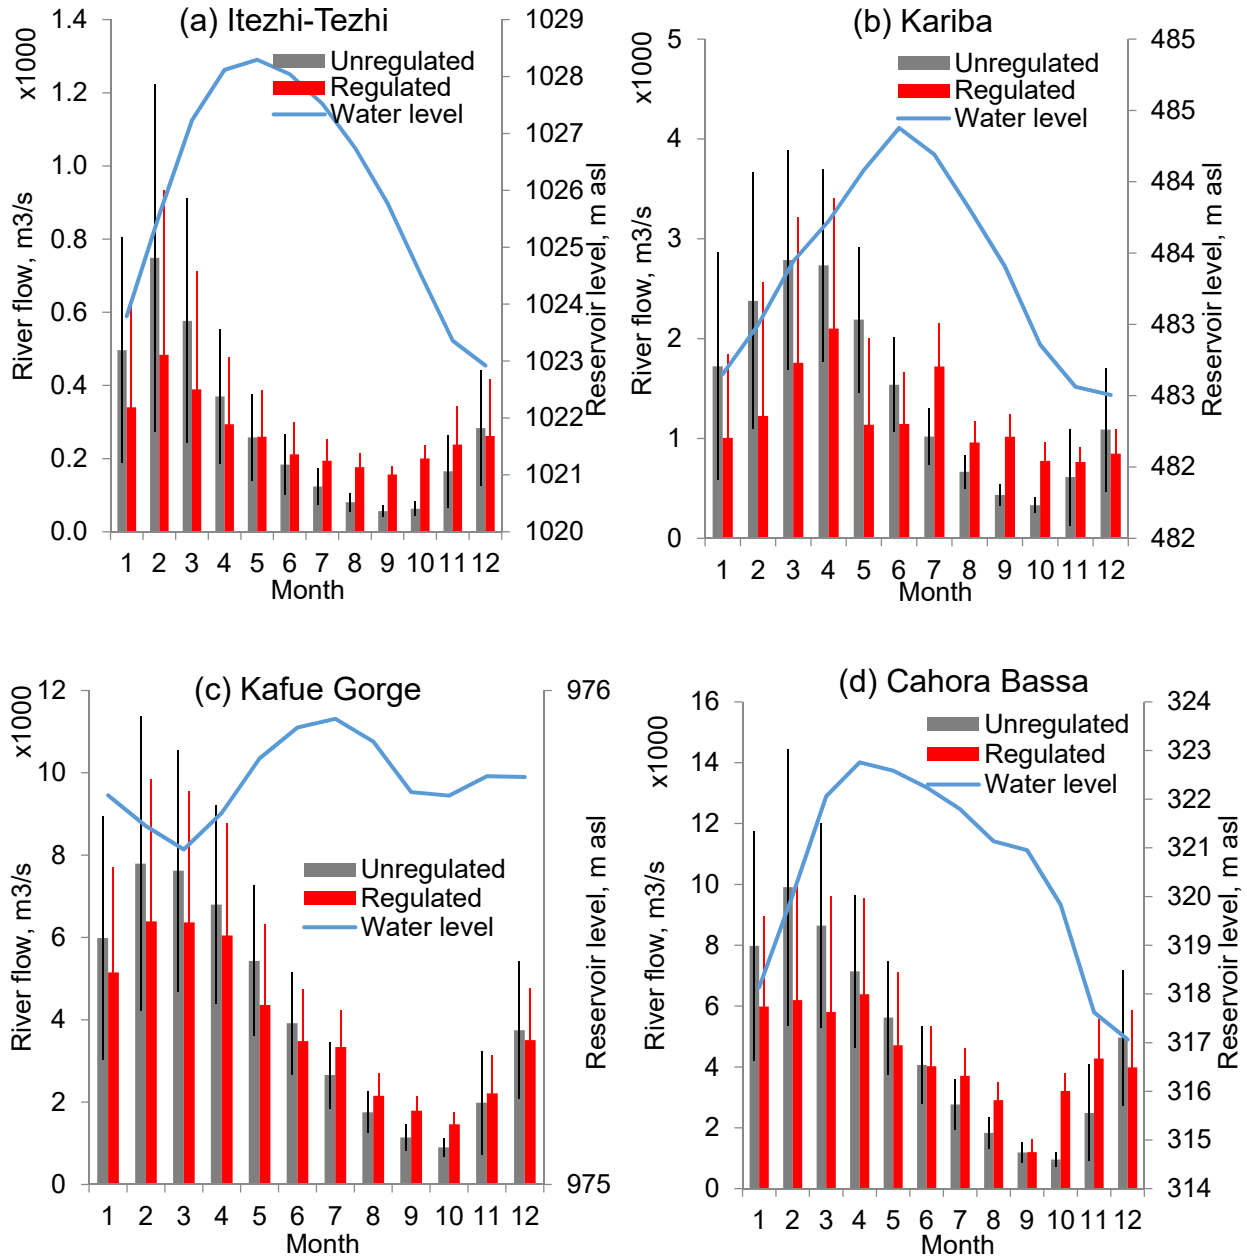 (a) Itezhi-Tezhi
x1000
River flow, m3/s
1.4
1.2
1.0
0.8
0.6
0.4
0.2
0.0
Unregulated
Regulated
Water level
1029
1028
1027
1026
1025
1024
1023
1022
1021
1020
Reservoir level, m asl
1 2 3 4 5 6 7 8 9 10 11 12
Month
(b) Kariba
x1000
River flow, m3/s
5
4
3
2
1
0
Unregulated
Regulated
Water level
485
485
484
484
483
483
482
482
Reservoir level, m asl
1 2 3 4 5 6 7 8 9 10 11 12
Month
(c) Kafue Gorge
x1000
River flow, m3/s
12
10
8
6
4
2
0
Unregulated
Regulated
Water level
976
975
Reservoir level, m asl
1 2 3 4 5 6 7 8 9 10 11 12
Month
(d) Cahora Bassa
x1000
River flow, m3/s
16
14
12
10
8
6
4
2
0
Unregulated
Regulated
Water level
324
323
322
321
320
319
318
317
316
315
314
Reservoir level, m asl
1 2 3 4 5 6 7 8 9 10 11 12
Month